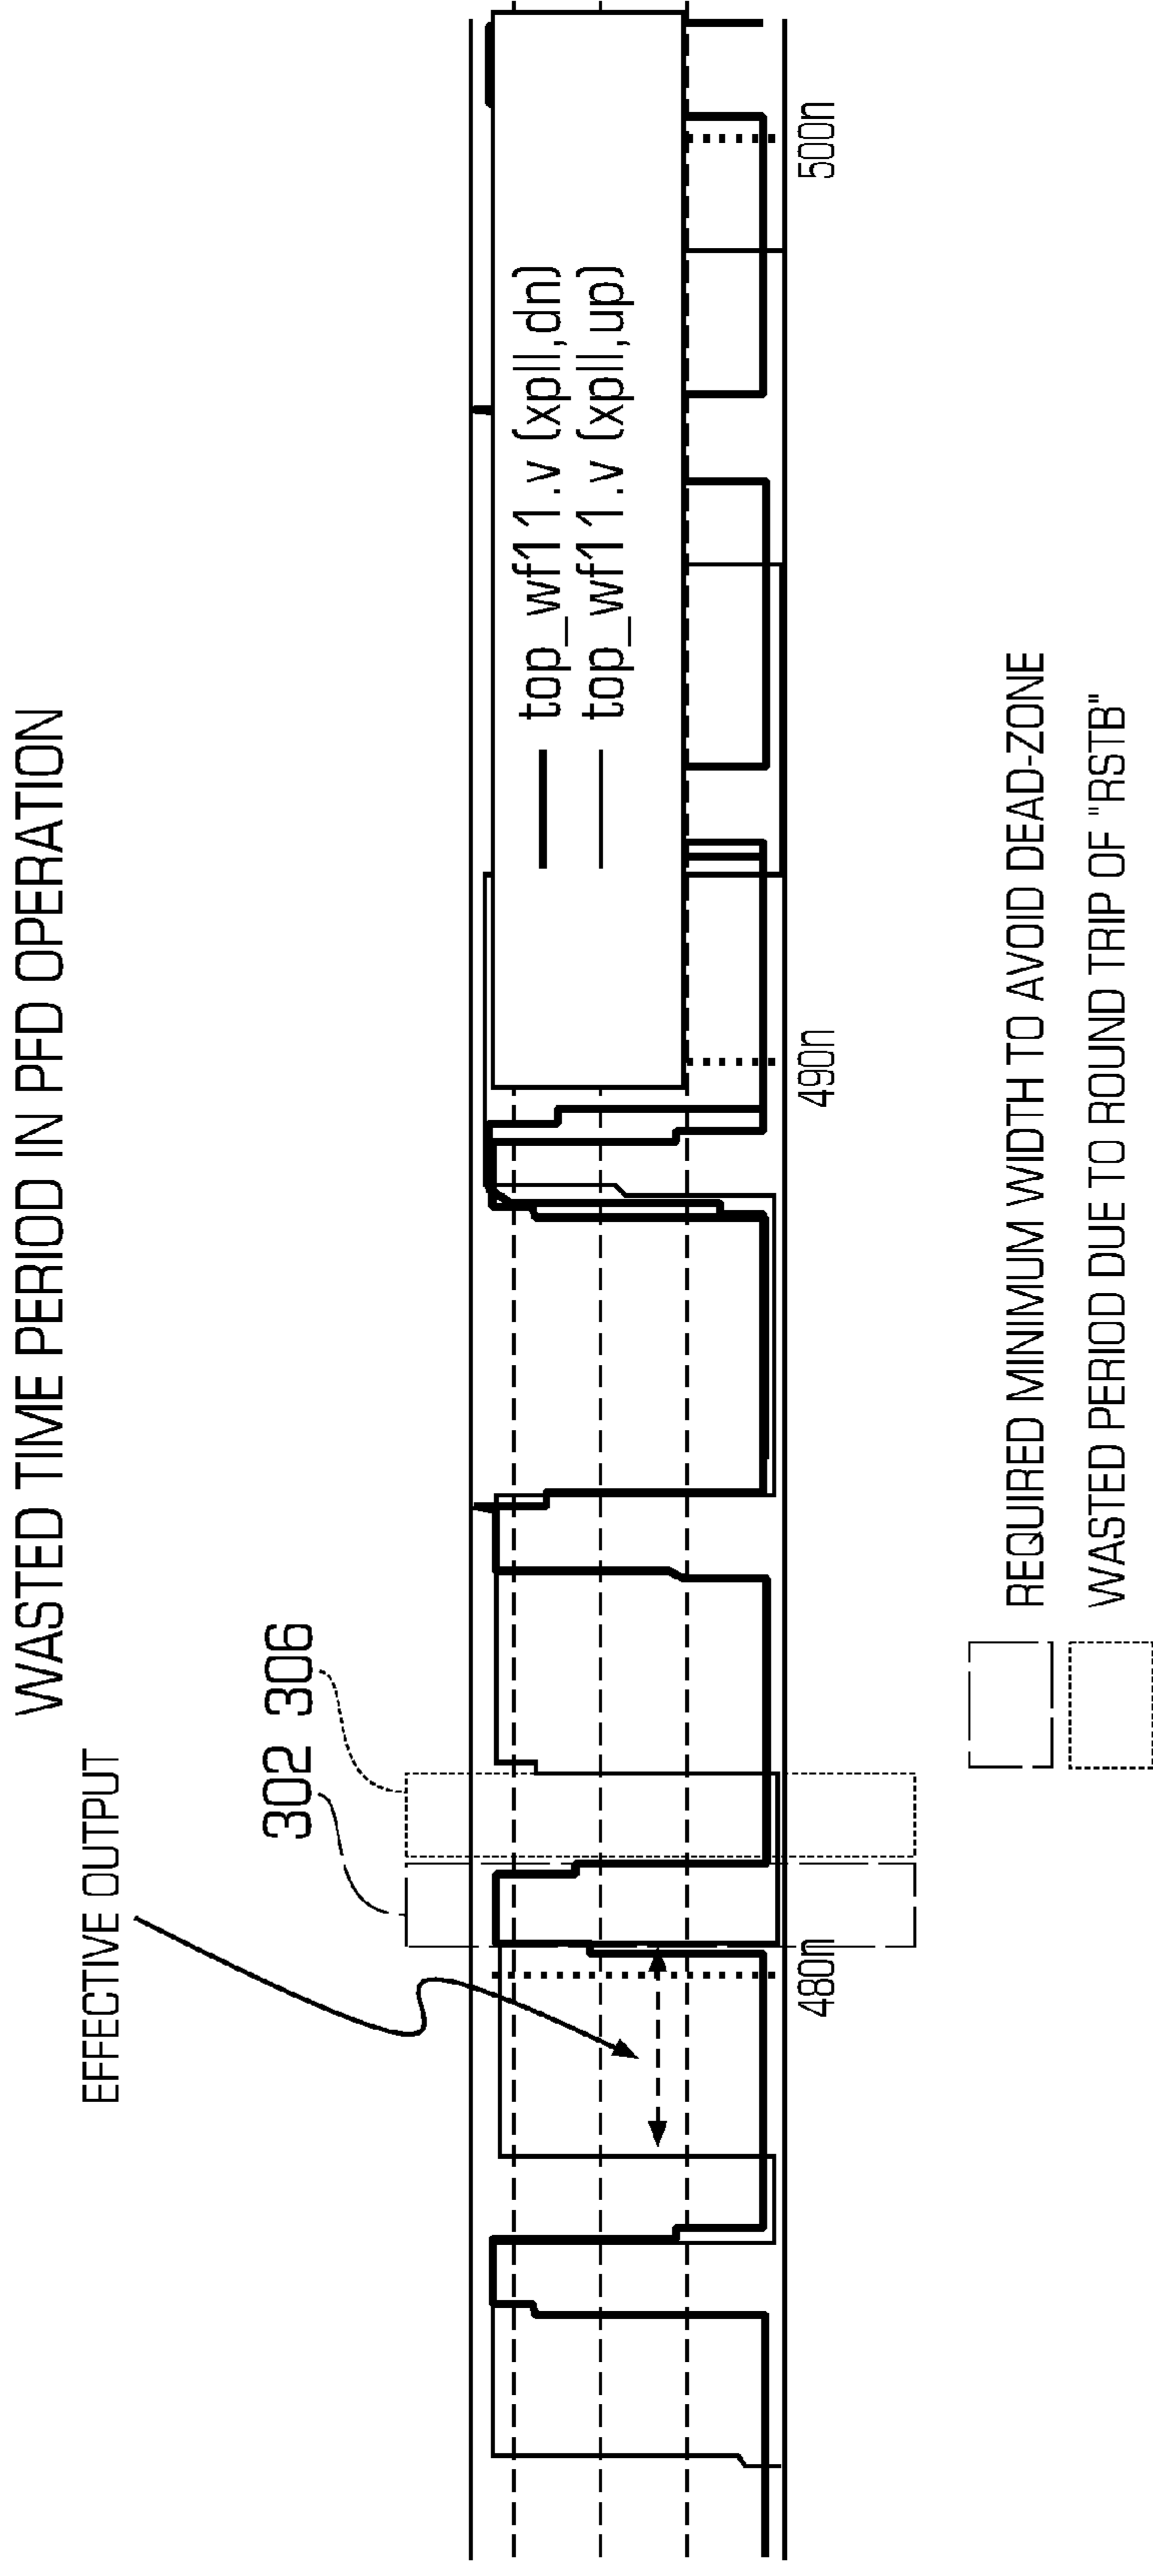 WASTED TIME PERIOD IN PFD OPERATION
EFFECTIVE OUTPUT
302 306
top_wf11.v (xpll,dn)
top_wf11.v (xpll,up)
480n 490n 500n
REQUIRED MINIMUM WIDTH TO AVOID DEAD-ZONE
WASTED PERIOD DUE TO ROUND TRIP OF "RSTB"